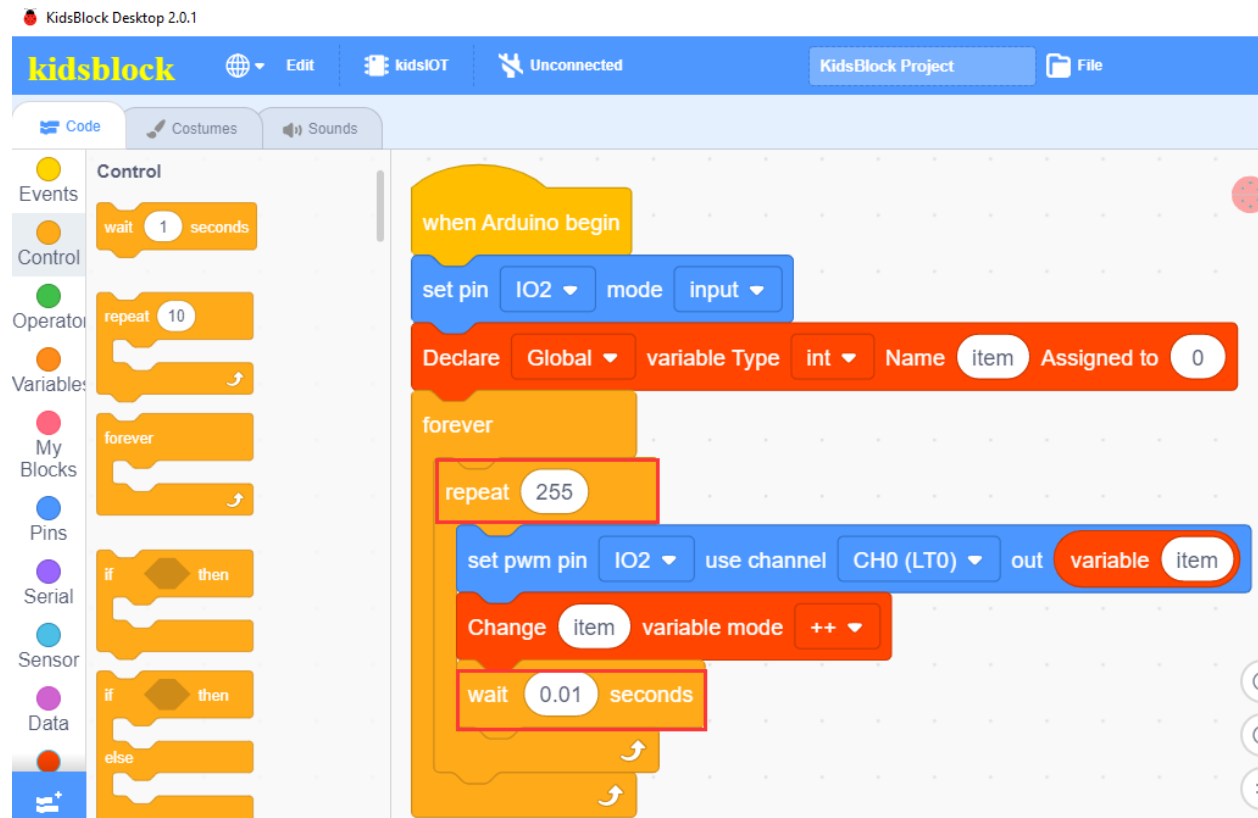 KidsBlock Desktop 2.0.1
kidsblock Edit kidsIOT Unconnected KidsBlock Project File
Code Costumes Sounds
Events
Control
Operator
Variables
My
Blocks
Pins
Serial
Sensor
Data
Control
wait 1 seconds
repeat 10
forever
if then
if then
else
when Arduino begin
set pin IO2 mode input
Declare Global variable Type int Name item Assigned to 0
forever
repeat 255
set pwm pin IO2 use channel CH0 (LT0) out variable item
Change item variable mode ++
wait 0.01 seconds